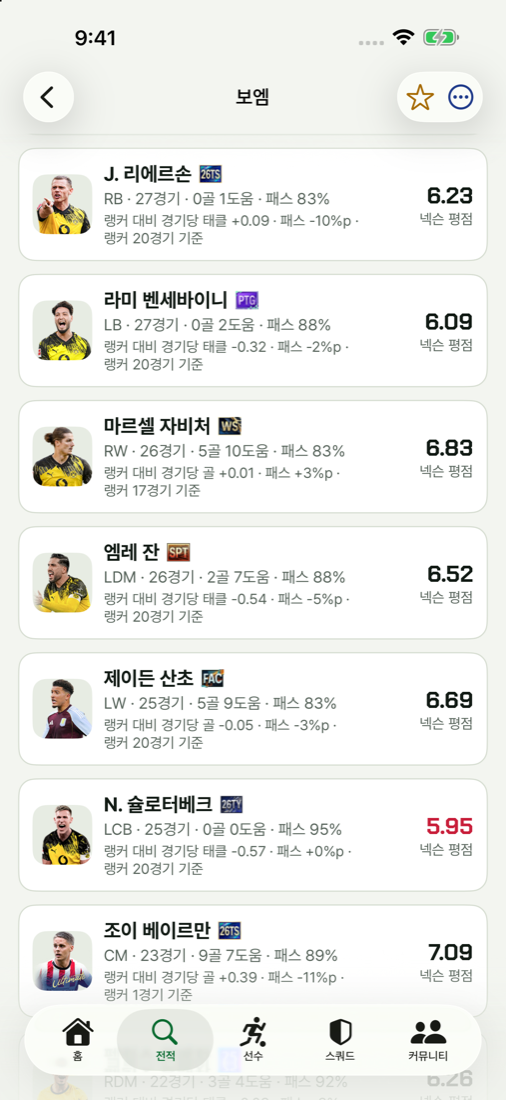 9:41
보엠
J. 리에르손 26TS
RB · 27경기 · 0골 1도움 · 패스 83%
랭커 대비 경기당 태클 +0.09 · 패스 -10%p ·
랭커 20경기 기준
6.23
넥슨 평점
라미 벤세바이니 PTG
LB · 27경기 · 0골 2도움 · 패스 88%
랭커 대비 경기당 태클 -0.32 · 패스 -2%p ·
랭커 20경기 기준
6.09
넥슨 평점
마르셀 자비처 WS
RW · 26경기 · 5골 10도움 · 패스 83%
랭커 대비 경기당 골 +0.01 · 패스 +3%p ·
랭커 17경기 기준
6.83
넥슨 평점
엠레 잔 SPT
LDM · 26경기 · 2골 7도움 · 패스 88%
랭커 대비 경기당 태클 -0.54 · 패스 -5%p ·
랭커 20경기 기준
6.52
넥슨 평점
제이든 산초 FAC
LW · 25경기 · 5골 9도움 · 패스 83%
랭커 대비 경기당 골 -0.05 · 패스 -3%p ·
랭커 20경기 기준
6.69
넥슨 평점
N. 슐로터베크 26TY
LCB · 25경기 · 0골 0도움 · 패스 95%
랭커 대비 경기당 태클 -0.57 · 패스 +0%p ·
랭커 20경기 기준
5.95
넥슨 평점
조이 베이르만 26TS
CM · 23경기 · 9골 7도움 · 패스 89%
랭커 대비 경기당 골 +0.39 · 패스 -11%p ·
랭커 1경기 기준
7.09
넥슨 평점
Ultimate
RDM · 22경기 · 3골 4도움 · 패스 92%
6.26
홈
전적
선수
스쿼드
커뮤니티